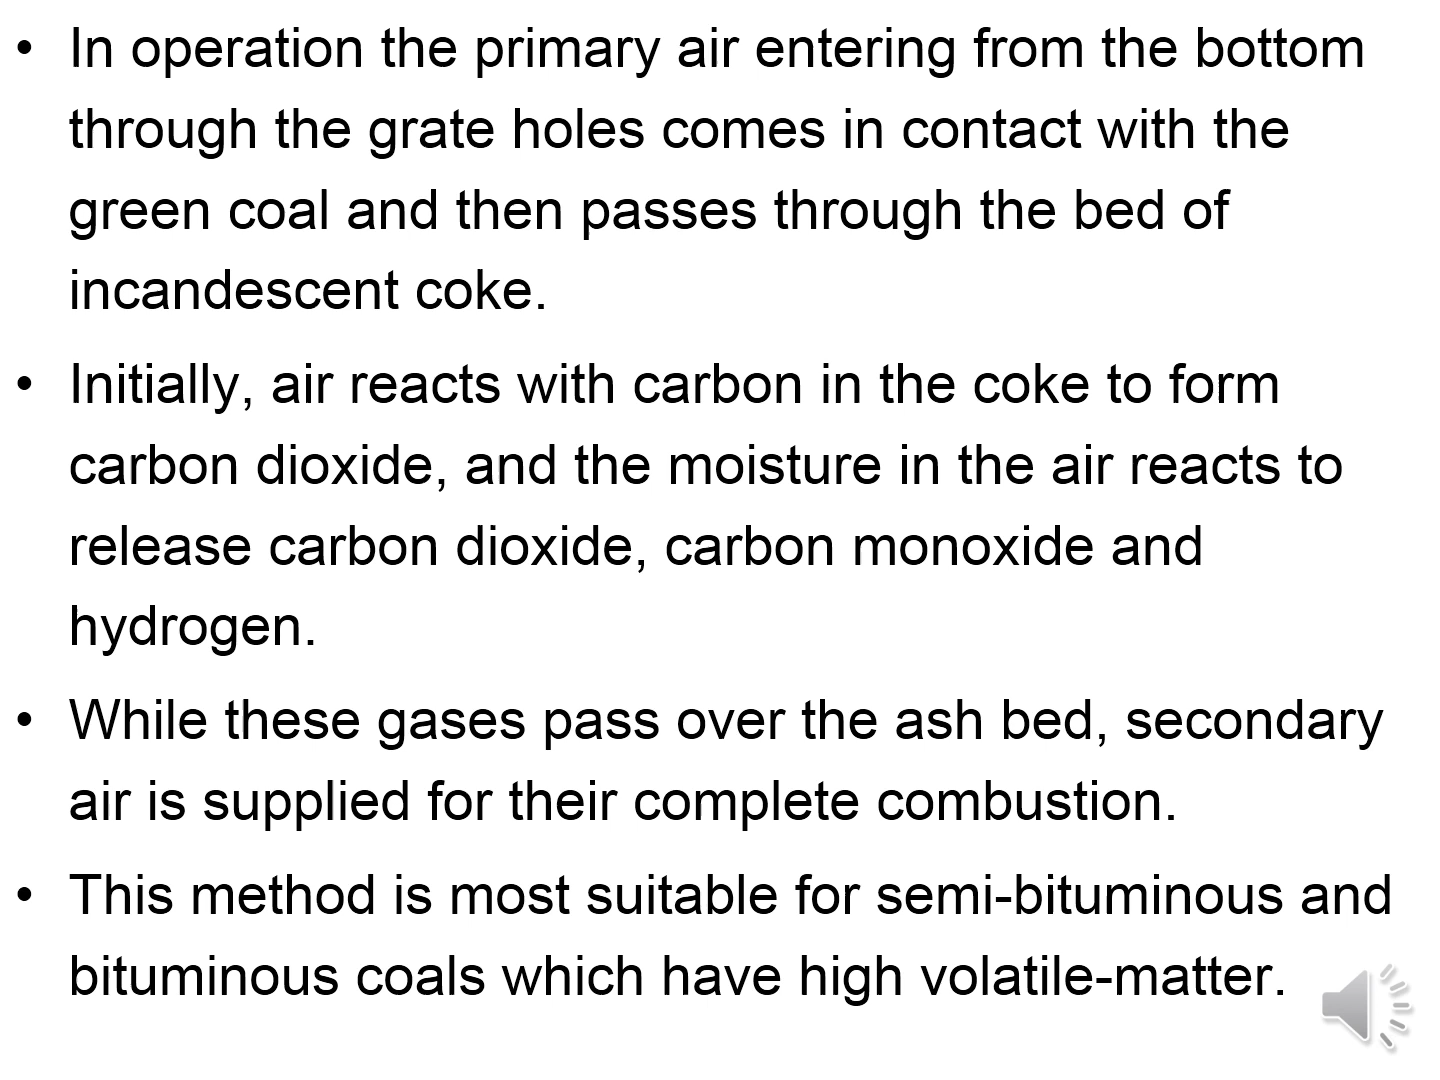 • In operation the primary air entering from the bottom
through the grate holes comes in contact with the
green coal and then passes through the bed of
incandescent coke.
• Initially, air reacts with carbon in the coke to form
carbon dioxide, and the moisture in the air reacts to
release carbon dioxide, carbon monoxide and
hydrogen.
• While these gases pass over the ash bed, secondary
air is supplied for their complete combustion.
• This method is most suitable for semi-bituminous and
bituminous coals which have high volatile-matter.